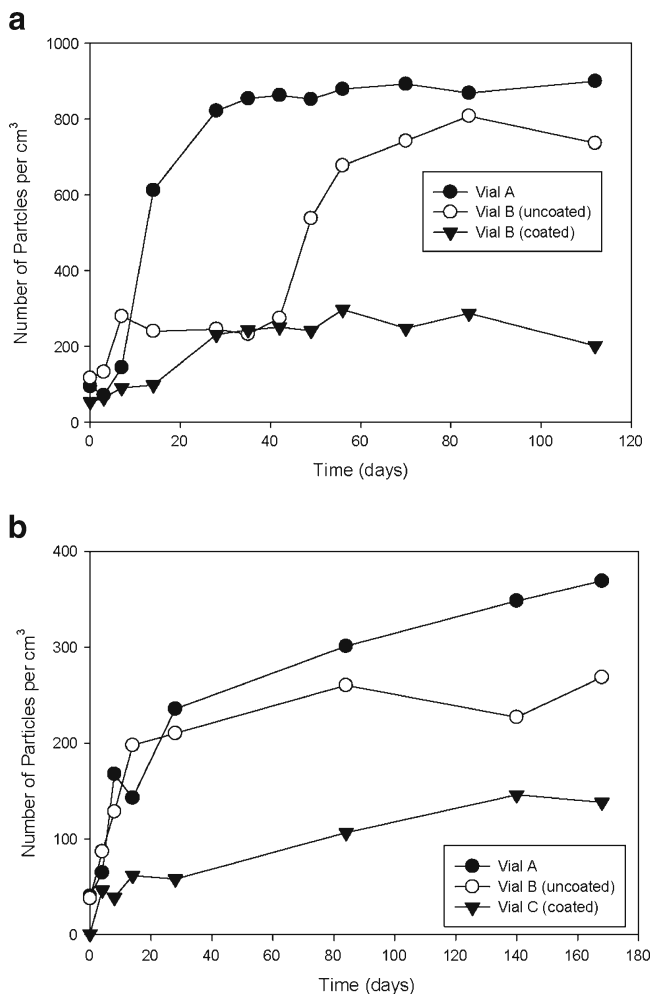 a
1000
800
600
400
200
0
Number of Partcles per cm³
Vial A
Vial B (uncoated)
Vial B (coated)
0 20 40 60 80 100 120
Time (days)
b
400
300
200
100
0
Number of Particles per cm³
Vial A
Vial B (uncoated)
Vial C (coated)
0 20 40 60 80 100 120 140 160 180
Time (days)